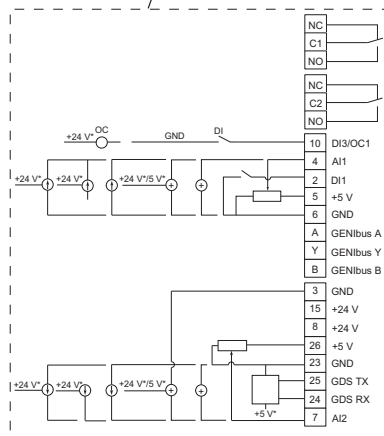 NC
C1
NO
NC
C2
NO
+24 V* OC GND DI 10 DI3/OC1
4 AI1
2 DI1
+24 V* +24 V* +24 V*/5 V* 5 +5 V
6 GND
A GENIbus A
Y GENIbus Y
B GENIbus B
3 GND
15 +24 V
8 +24 V
26 +5 V
23 GND
+24 V* +24 V* +24 V*/5 V* 25 GDS TX
24 GDS RX
+5 V* 7 AI2